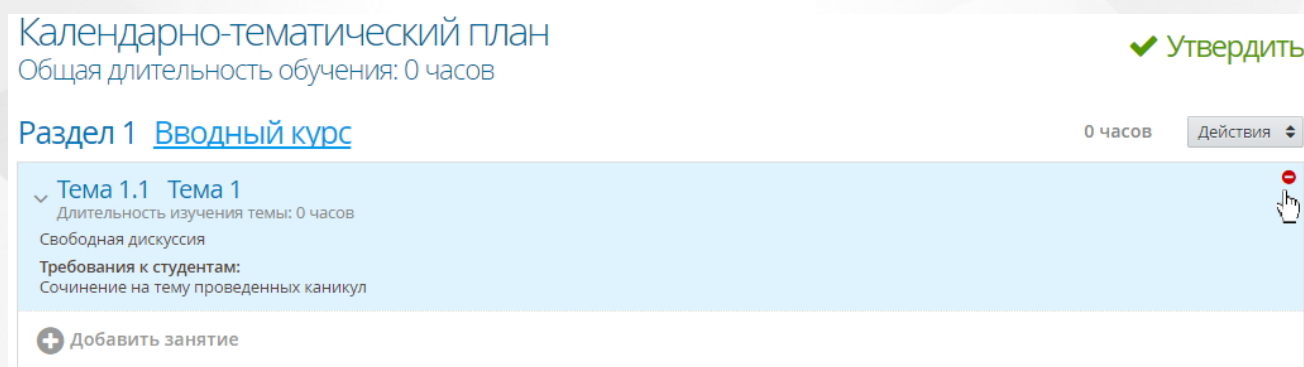 Календарно-тематический план
Утвердить
Общая длительность обучения: 0 часов
Раздел 1 Вводный курс 0 часов Действия
Тема 1.1 Тема 1
Длительность изучения темы: 0 часов
Свободная дискуссия
Требования к студентам:
Сочинение на тему проведенных каникул
Добавить занятие